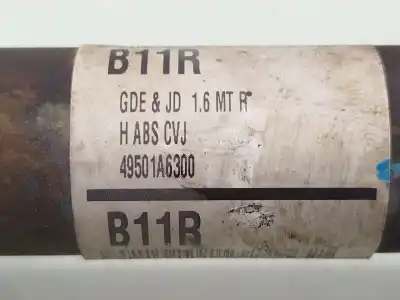 B11R
GDE & JD 1.6 MT R
H ABS CVJ
49501A6300
B11R